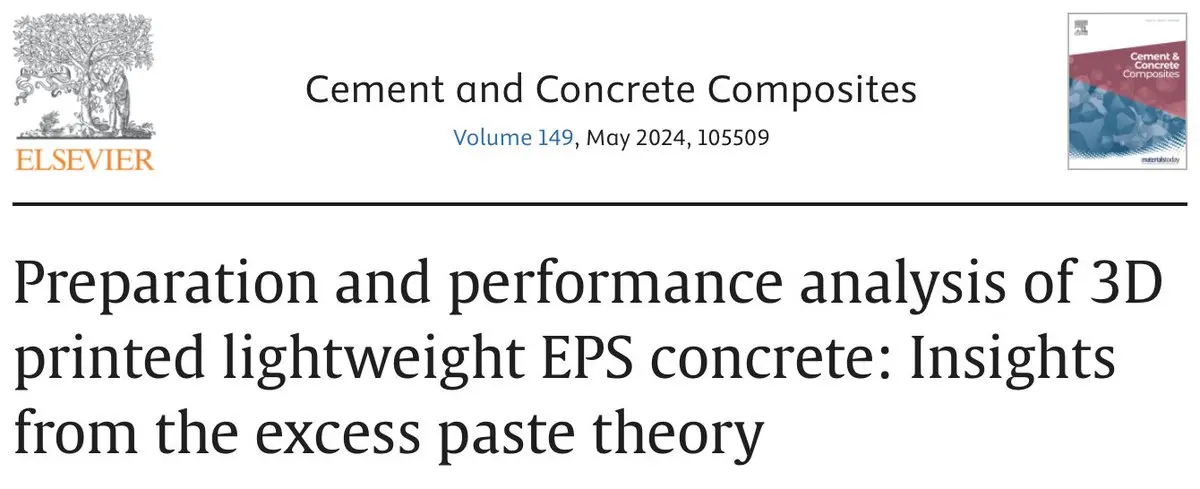 ELSEVIER
Cement and Concrete Composites
Volume 149, May 2024, 105509
Cement &
Concrete
Composites
materialstoday
Preparation and performance analysis of 3D
printed lightweight EPS concrete: Insights
from the excess paste theory